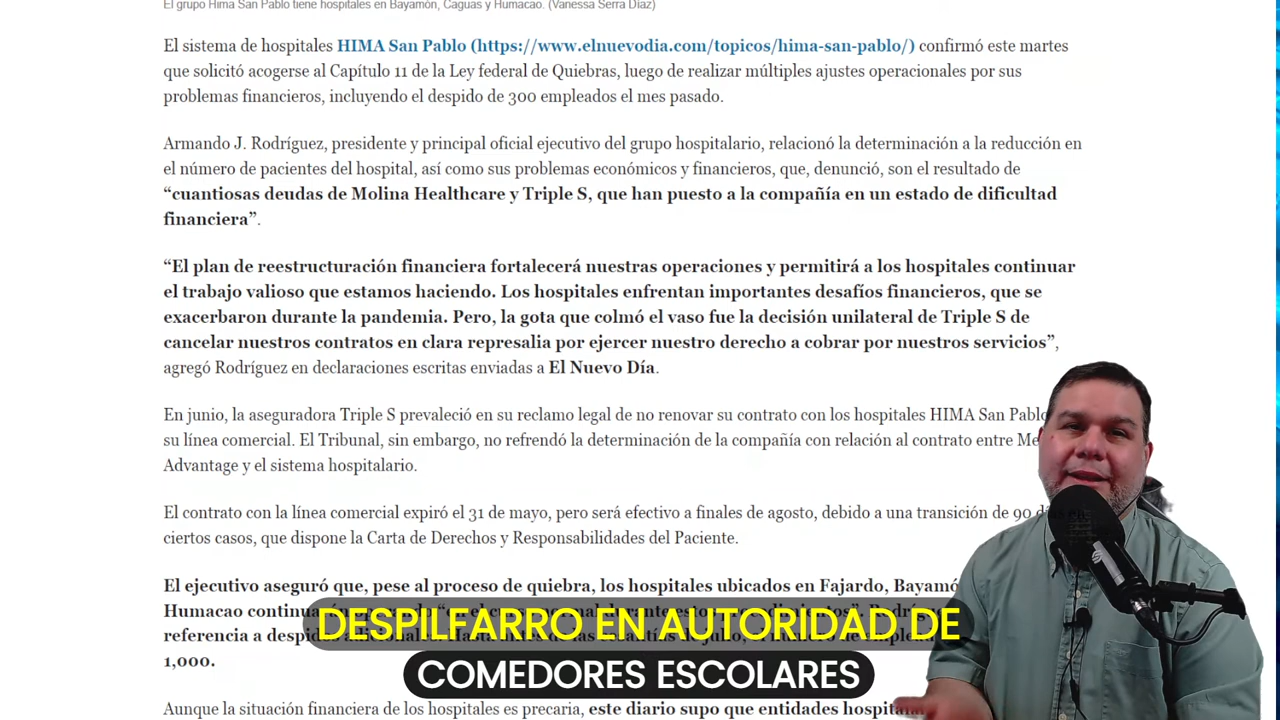 El grupo Hima San Pablo tiene hospitales en Bayamón, Caguas y Humacao. (Vanessa Serra Díaz)
El sistema de hospitales HIMA San Pablo (https://www.elnuevodia.com/topicos/hima-san-pablo/) confirmó este martes
que solicitó acogerse al Capítulo 11 de la Ley federal de Quiebras, luego de realizar múltiples ajustes operacionales por sus
problemas financieros, incluyendo el despido de 300 empleados el mes pasado.
Armando J. Rodríguez, presidente y principal oficial ejecutivo del grupo hospitalario, relacionó la determinación a la reducción en
el número de pacientes del hospital, así como sus problemas económicos y financieros, que, denunció, son el resultado de
“cuantiosas deudas de Molina Healthcare y Triple S, que han puesto a la compañía en un estado de dificultad
financiera”.
“El plan de reestructuración financiera fortalecerá nuestras operaciones y permitirá a los hospitales continuar
el trabajo valioso que estamos haciendo. Los hospitales enfrentan importantes desafíos financieros, que se
exacerbaron durante la pandemia. Pero, la gota que colmó el vaso fue la decisión unilateral de Triple S de
cancelar nuestros contratos en clara represalia por ejercer nuestro derecho a cobrar por nuestros servicios”,
agregó Rodríguez en declaraciones escritas enviadas a El Nuevo Día.
En junio, la aseguradora Triple S prevaleció en su reclamo legal de no renovar su contrato con los hospitales HIMA San Pablo
su línea comercial. El Tribunal, sin embargo, no refrendó la determinación de la compañía con relación al contrato entre
Advantage y el sistema hospitalario.
El contrato con la línea comercial expiró el 31 de mayo, pero será efectivo a finales de agosto, debido a una transición de 90 días en
ciertos casos, que dispone la Carta de Derechos y Responsabilidades del Paciente.
El ejecutivo aseguró que, pese al proceso de quiebra, los hospitales ubicados en Fajardo,
Humacao
referencia a
1,000.
DESPILFARRO EN AUTORIDAD DE
COMEDORES ESCOLARES
Aunque la situación financiera de los hospitales es precaria, este diario supo que entidades